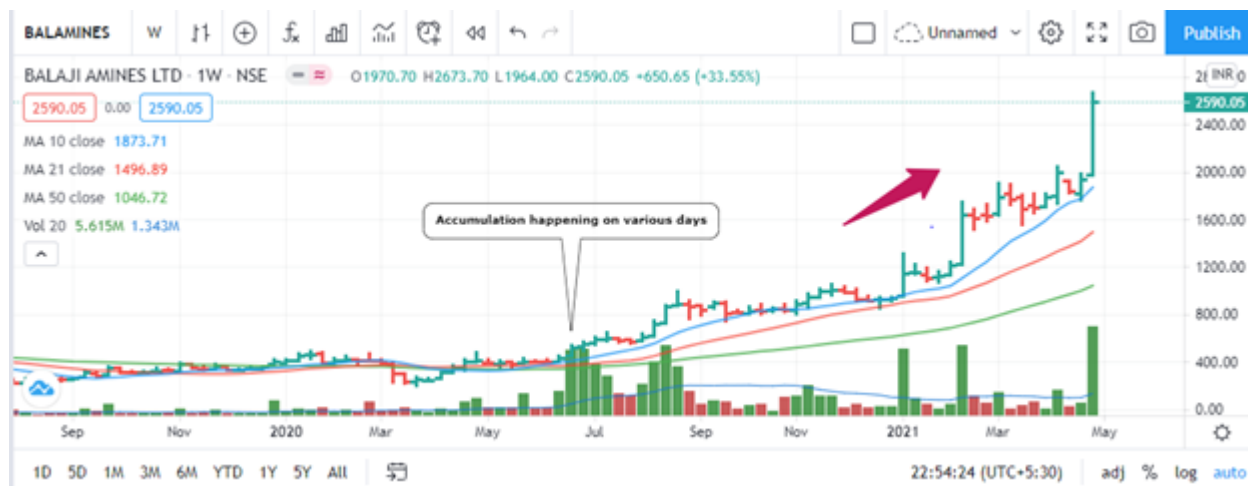 BALAMINES W Unnamed Publish
BALAJI AMINES LTD · 1W · NSE O1970.70 H2673.70 L1964.00 C2590.05 +650.65 (+33.55%)
INR
2590.05 0.00 2590.05
2590.05
2400.00
MA 10 close 1873.71
MA 21 close 1496.89
2000.00
MA 50 close 1046.72
Accumulation happening on various days
1600.00
Vol 20 5.615M 1.343M
1200.00
800.00
400.00
0.00
Sep Nov 2020 Mar May Jul Sep Nov 2021 Mar May
1D 5D 1M 3M 6M YTD 1Y 5Y All 22:54:24 (UTC+5:30) adj % log auto